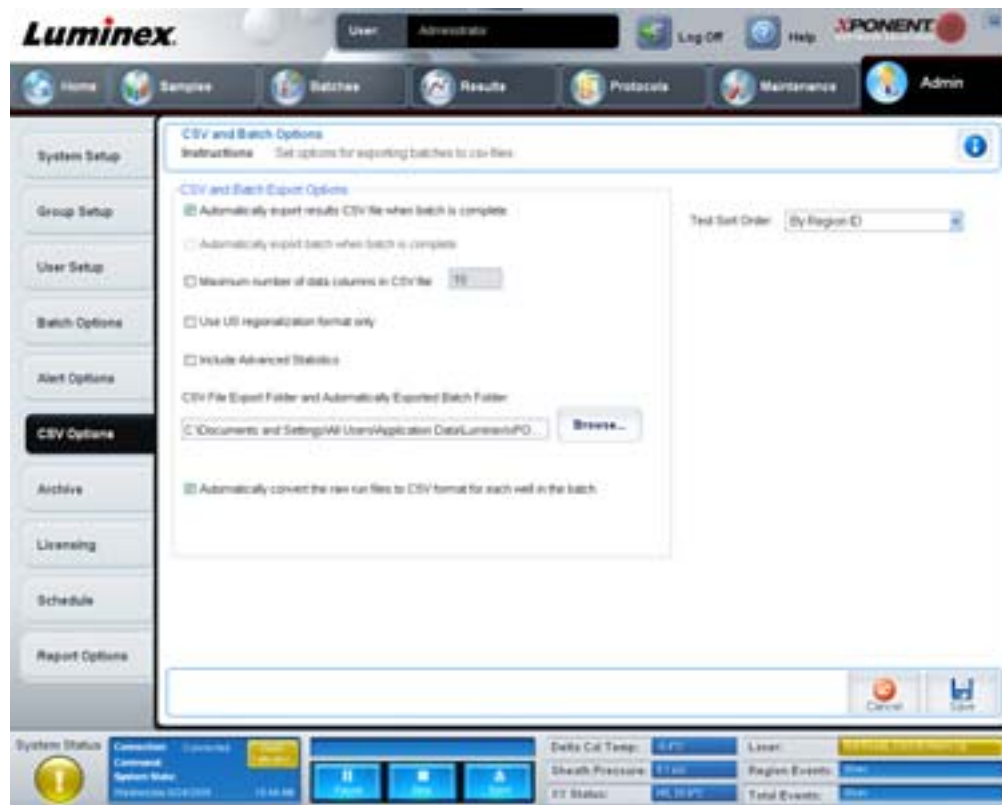 Luminex.
User: Administrator
Log Off
Help
XPONENT
Home
Samples
Batches
Results
Protocols
Maintenance
Admin
System Setup
Group Setup
User Setup
Batch Options
Alert Options
CSV Options
Archive
Licensing
Schedule
Report Options
CSV and Batch Options
Instructions Set options for exporting batches to csv files
CSV and Batch Export Options
Automatically export results CSV file when batch is complete
Automatically export batch when batch is complete
Maximum number of data columns in CSV file
Use US regionalization format only
Include Advanced Statistics
CSV File Export Folder and Automatically Exported Batch Folder:
C:\Documents and Settings\All Users\Application Data\Luminex\xPO...
Browse...
Automatically convert the raw run files to CSV format for each well in the batch
Test Sort Order: By Region ID
Cancel
Save
System Status
Connection: Connected
Command:
System State:
Pause
Stop
Eject
Delta Cal Temp:
Sheath Pressure:
XY Status:
Laser:
Region Events:
Total Events: